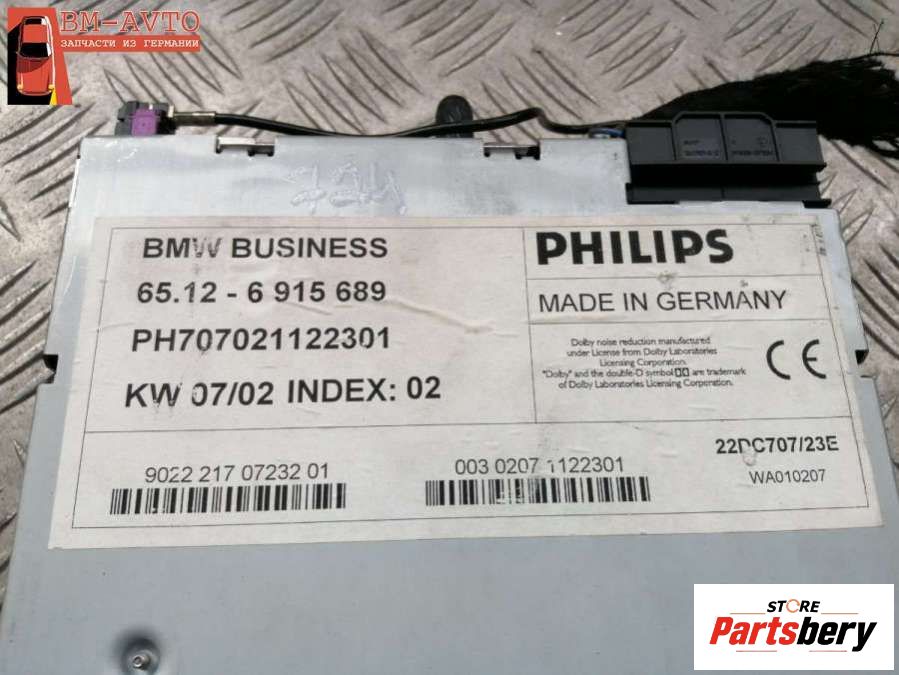 BM-AVTO
ЗАПЧАСТИ ИЗ ГЕРМАНИИ
BMW BUSINESS
65.12 - 6 915 689
PH707021122301
KW 07/02 INDEX: 02
PHILIPS
MADE IN GERMANY
Dolby noise reduction manufactured
under License from Dolby Laboratories
Licensing Corporation.
"Dolby" and the double-D symbol are trademark
of Dolby Laboratories Licensing Corporation.
CE
9022 217 07232 01
003 0207 1122301
22DC707/23E
WA010207
STORE
Partsbery